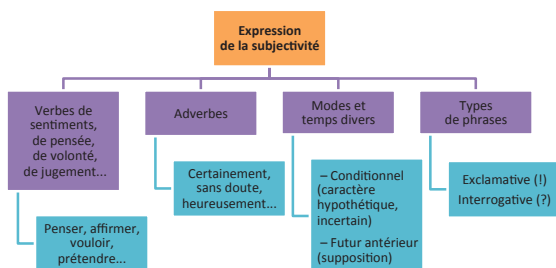 Expression
de la subjectivité
Verbes de
sentiments,
de pensée,
de volonté,
de jugement...
Penser, affirmer,
vouloir,
prétendre...
Adverbes
Certainement,
sans doute,
heureusement...
Modes et
temps divers
– Conditionnel
(caractère
hypothétique,
incertain)
– Futur antérieur
(supposition)
Types
de phrases
Exclamative (!)
Interrogative (?)